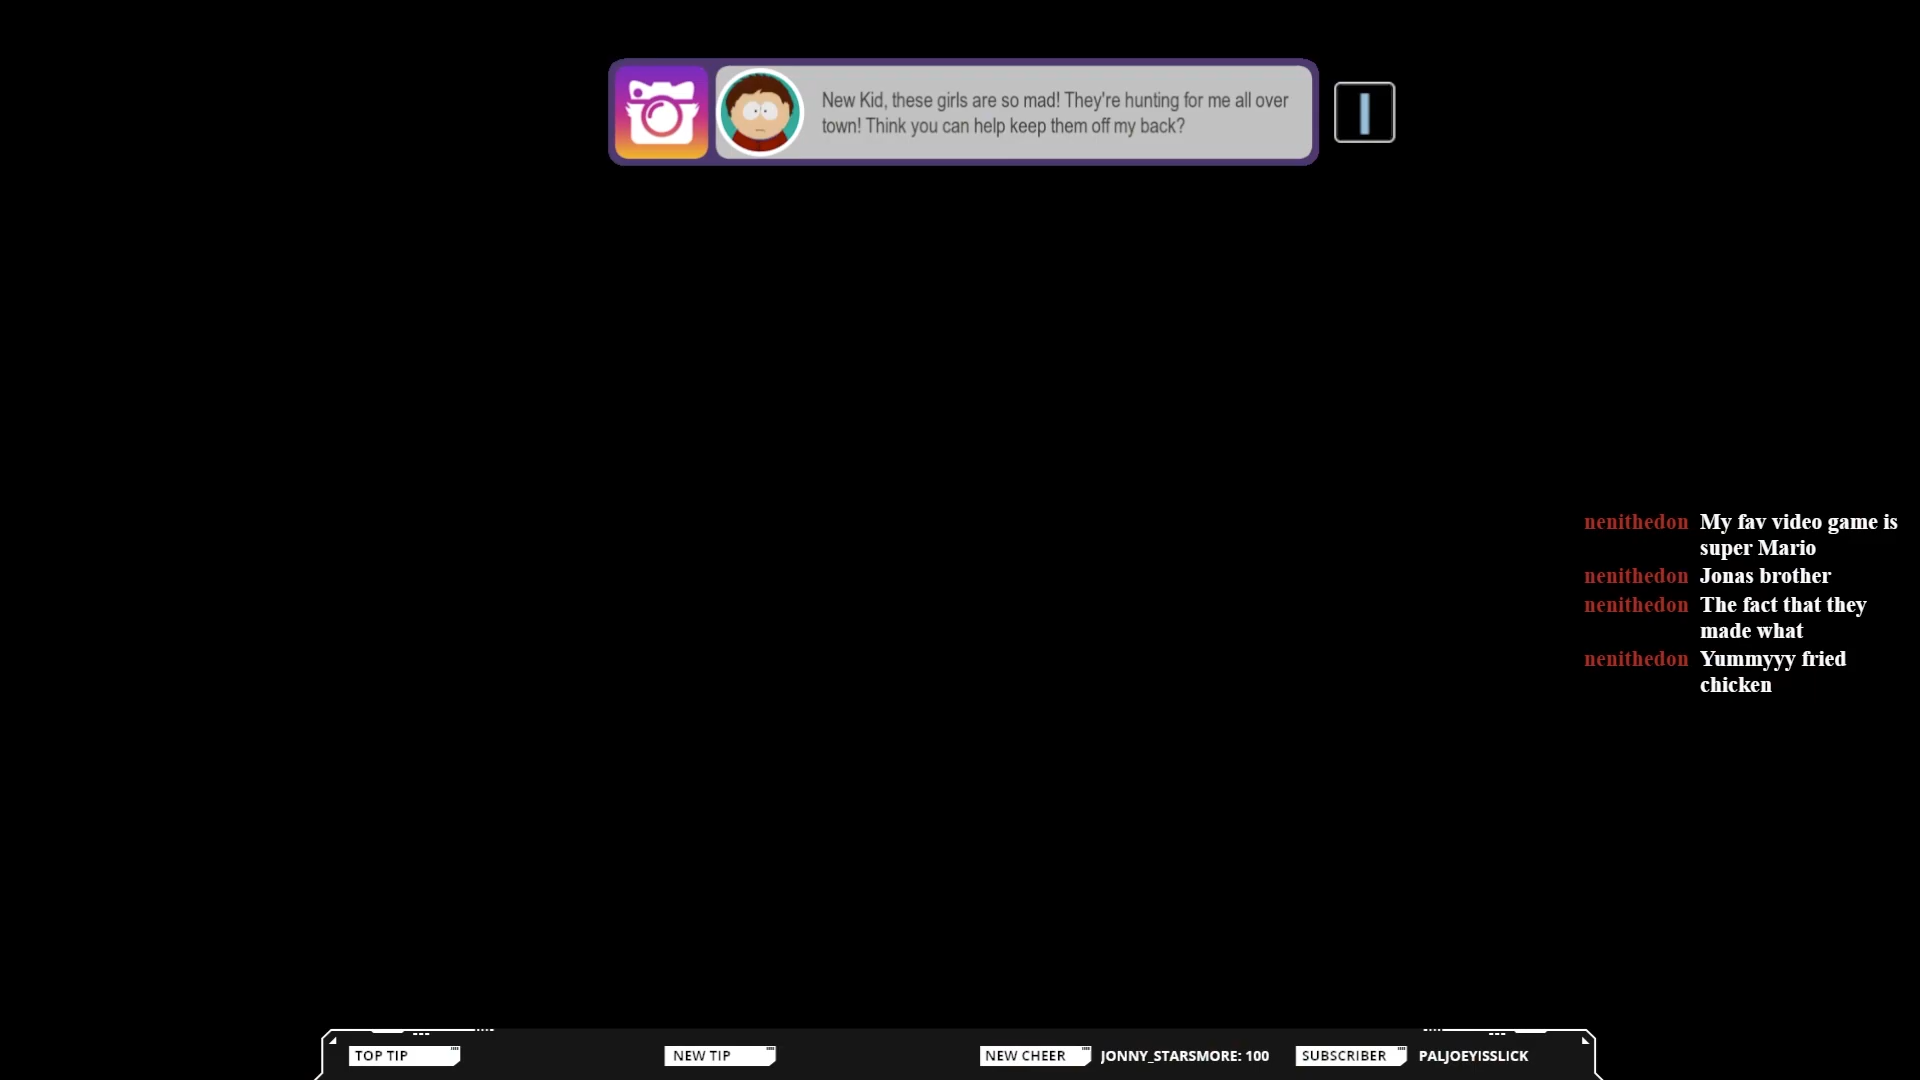 New Kid, these girls are so mad! They're hunting for me all over
town! Think you can help keep them off my back?
I
nenithedon My fav video game is
super Mario
nenithedon Jonas brother
nenithedon The fact that they
made what
nenithedon Yummyyy fried
chicken
TOP TIP
NEW TIP
NEW CHEER JONNY_STARSMORE: 100
SUBSCRIBER PALJOEYISSLICK